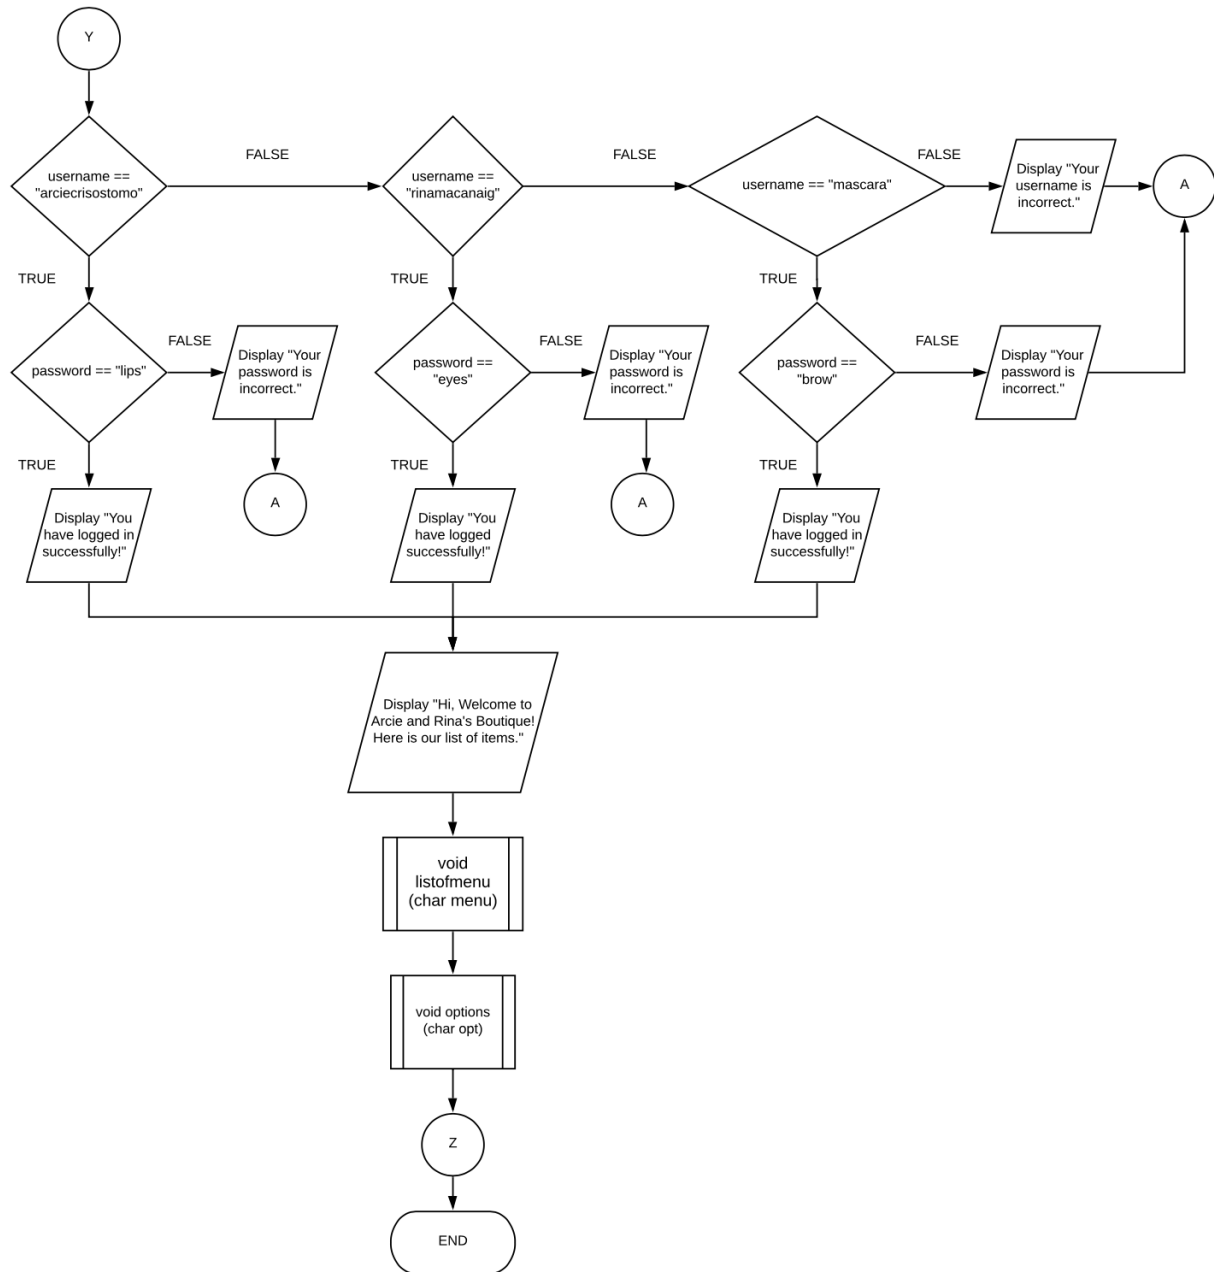 Y
FALSE
FALSE
FALSE
username ==
"arciecrisostomo"
username ==
"rinamacanaig"
username == "mascara"
Display "Your
username is
incorrect."
A
TRUE
TRUE
TRUE
password == "lips"
FALSE
Display "Your
password is
incorrect."
password ==
"eyes"
FALSE
Display "Your
password is
incorrect."
password ==
"brow"
FALSE
Display "Your
password is
incorrect."
TRUE
TRUE
TRUE
Display "You
have logged in
successfully!"
A
Display "You
have logged
successfully!"
A
Display "You
have logged in
successfully!"
Display "Hi, Welcome to
Arcie and Rina's Boutique!
Here is our list of items."
void
listofmenu
(char menu)
void options
(char opt)
Z
END